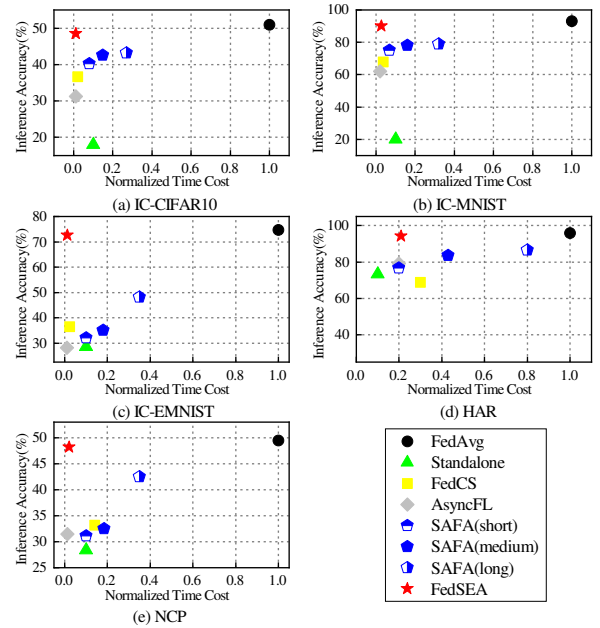 Inference Accuracy(%)
50
40
30
20
0.0 0.2 0.4 0.6 0.8 1.0
Normalized Time Cost
(a) IC-CIFAR10
Inference Accuracy(%)
100
80
60
40
20
0.0 0.2 0.4 0.6 0.8 1.0
Normalized Time Cost
(b) IC-MNIST
Inference Accuracy(%)
80
70
60
50
40
30
0.0 0.2 0.4 0.6 0.8 1.0
Normalized Time Cost
(c) IC-EMNIST
Inference Accuracy(%)
100
80
60
40
0.0 0.2 0.4 0.6 0.8 1.0
Normalized Time Cost
(d) HAR
Inference Accuracy(%)
50
45
40
35
30
25
0.0 0.2 0.4 0.6 0.8 1.0
Normalized Time Cost
(e) NCP
FedAvg
Standalone
FedCS
AsyncFL
SAFA(short)
SAFA(medium)
SAFA(long)
FedSEA